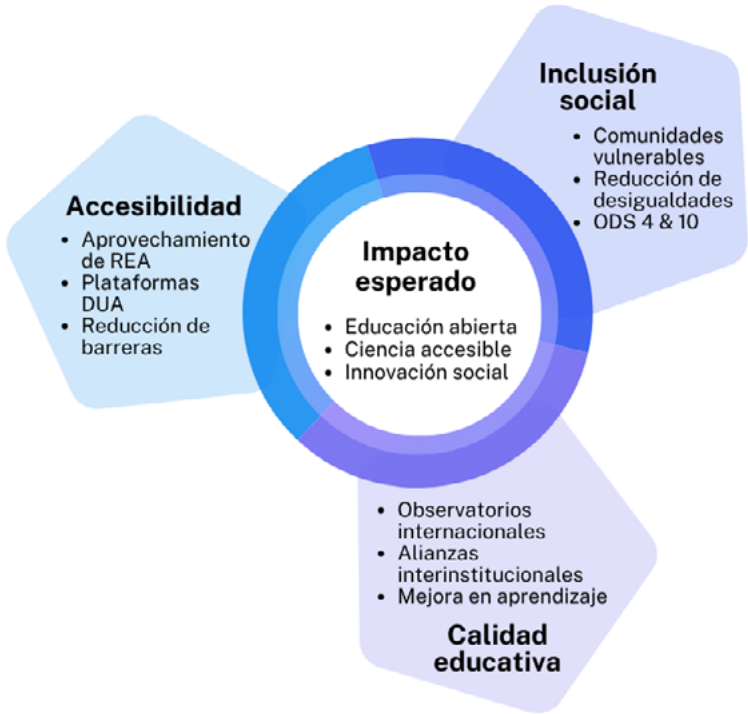 Inclusión
social
• Comunidades
vulnerables
• Reducción de
desigualdades
• ODS 4 & 10
Accesibilidad
• Aprovechamiento
de REA
• Plataformas
DUA
• Reducción de
barreras
Impacto
esperado
• Educación abierta
• Ciencia accesible
• Innovación social
• Observatorios
internacionales
• Alianzas
interinstitucionales
• Mejora en aprendizaje
Calidad
educativa